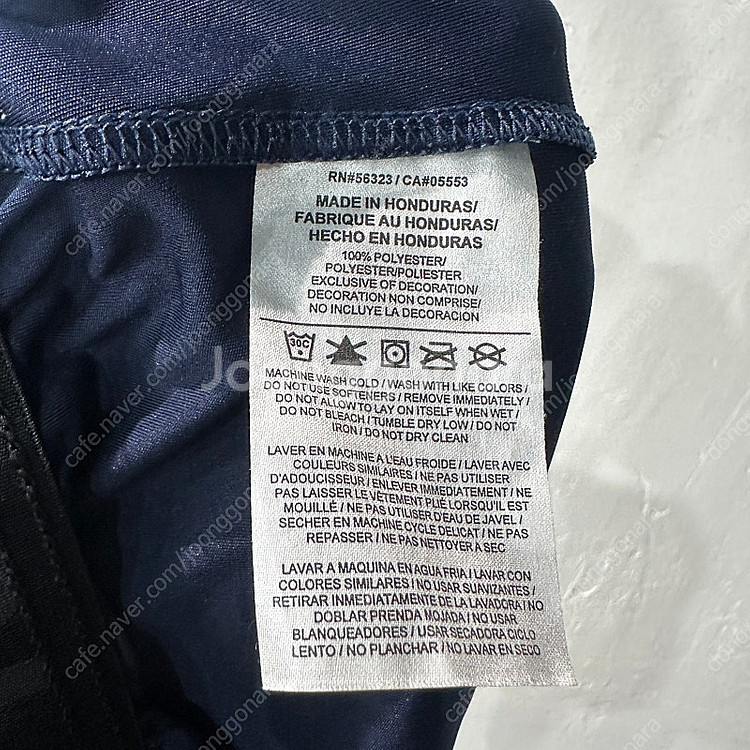 RN#56323 / CA#05553
MADE IN HONDURAS/
FABRIQUE AU HONDURAS/
HECHO EN HONDURAS
100% POLYESTER/
POLYESTER/POLIESTER
EXCLUSIVE OF DECORATION/
DECORATION NON COMPRISE/
NO INCLUYE LA DECORACION
30C
MACHINE WASH COLD / WASH WITH LIKE COLORS /
DO NOT USE SOFTENERS / REMOVE IMMEDIATELY /
DO NOT ALLOW TO LAY ON ITSELF WHEN WET /
DO NOT BLEACH / TUMBLE DRY LOW / DO NOT
IRON / DO NOT DRY CLEAN
LAVER EN MACHINE A L'EAU FROIDE / LAVER AVEC
COULEURS SIMILAIRES / NE PAS UTILISER
D'ADOUCISSEUR / ENLEVER IMMEDIATEMENT / NE
PAS LAISSER LE VÊTEMENT PLIÉ LORSQU'IL EST
MOUILLÉ / NE PAS UTILISER D'EAU DE JAVEL /
SECHER EN MACHINE CYCLE DELICAT / NE PAS
REPASSER / NE PAS NETTOYER A SEC
LAVAR A MAQUINA EN AGUA FRIA / LAVAR CON
COLORES SIMILARES / NO USAR SUAVIZANTES /
RETIRAR INMEDIATAMENTE DE LA LAVADORA / NO
DOBLAR PRENDA MOJADA / NO USAR
BLANQUEADORES / USAR SECADORA CICLO
LENTO / NO PLANCHAR / NO LAVAR EN SECO
cafe.naver.com/joonggonara